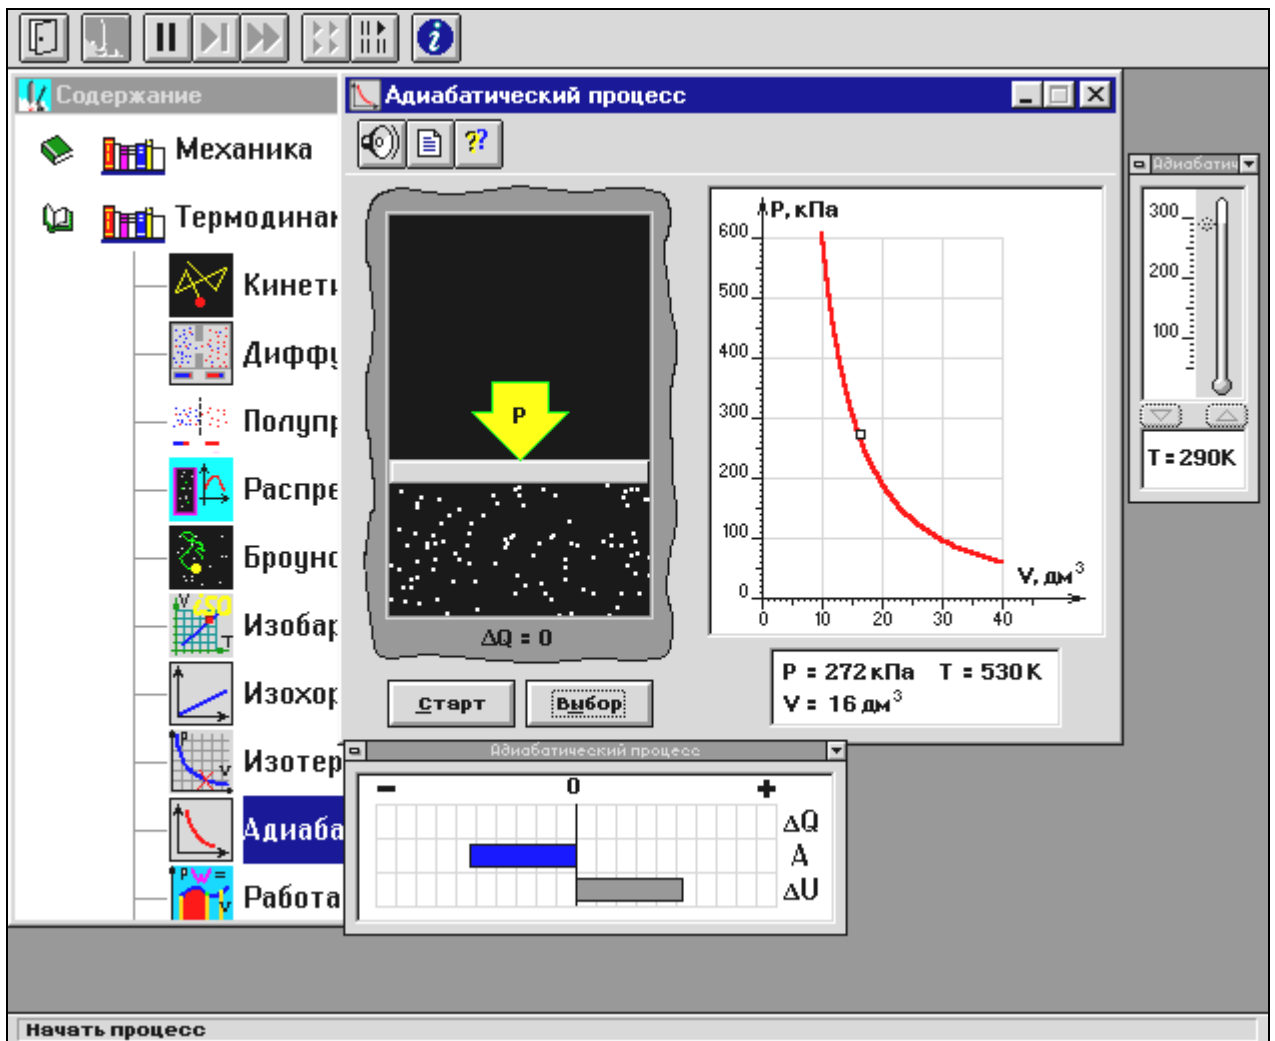 Содержание
Механика
Термодинам
Кинети
Диффу
Полупр
Распре
Броунс
Изобар
Изохор
Изотер
Адиаба
Работа
Адиабатический процесс
??
P
ΔQ = 0
Старт
Выбор
P, кПа
600
500
400
300
200
100
0
0 10 20 30 40
V, дм³
P = 272 кПа T = 530 K
V = 16 дм³
Адиабатич
300
200
100
T = 290K
Адиабатический процесс
− 0 +
ΔQ
A
ΔU
Начать процесс